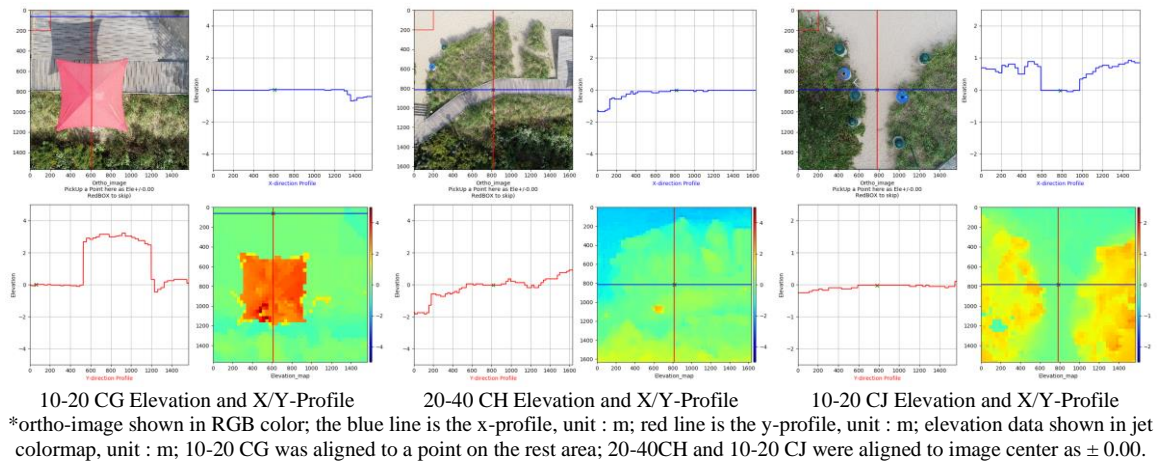 Ortho_image
PickUp a Point here as Ele+/-0.00
RedBOX to skip)
Elevation
X-direction Profile
Ortho_image
PickUp a Point here as Ele+/-0.00
RedBOX to skip)
Elevation
X-direction Profile
Ortho_image
PickUp a Point here as Ele+/-0.00
RedBOX to skip)
Elevation
X-direction Profile
Elevation
Y-direction Profile
Elevation_map
Elevation
Y-direction Profile
Elevation_map
Elevation
Y-direction Profile
Elevation_map
10-20 CG Elevation and X/Y-Profile
20-40 CH Elevation and X/Y-Profile
10-20 CJ Elevation and X/Y-Profile
*ortho-image shown in RGB color; the blue line is the x-profile, unit : m; red line is the y-profile, unit : m; elevation data shown in jet
colormap, unit : m; 10-20 CG was aligned to a point on the rest area; 20-40CH and 10-20 CJ were aligned to image center as ± 0.00.